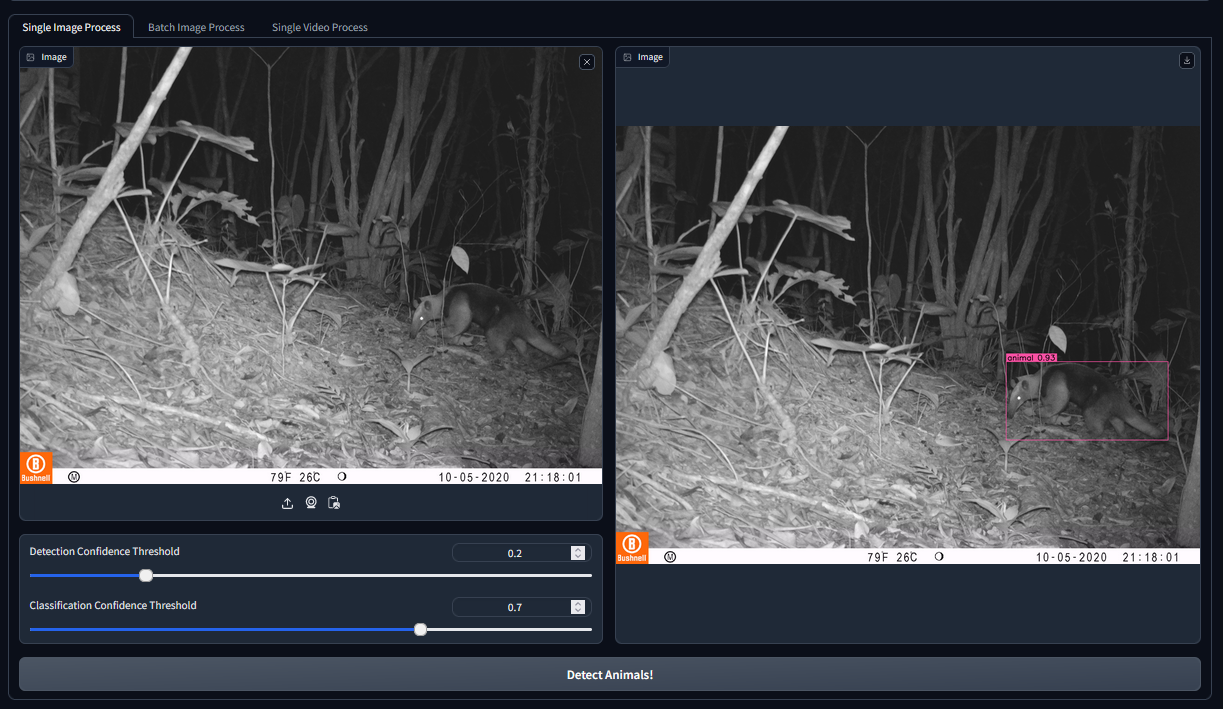 Single Image Process Batch Image Process Single Video Process
Image
Image
animal 0.93
B
Bushnell
M 79F 26C 10-05-2020 21:18:01
B
Bushnell
M 79F 26C 10-05-2020 21:18:01
Detection Confidence Threshold 0.2
Classification Confidence Threshold 0.7
Detect Animals!